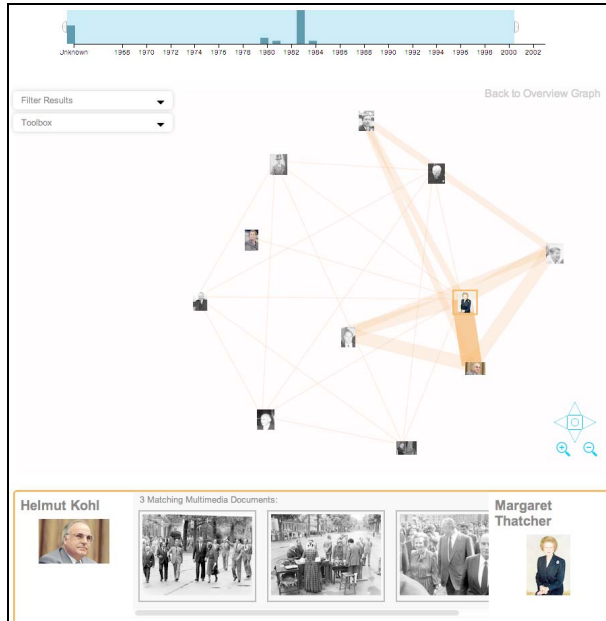 Unknown 1968 1970 1972 1974 1976 1978 1980 1982 1984 1986 1988 1990 1992 1994 1996 1998 2000 2002
Filter Results
Back to Overview Graph
Toolbox
Helmut Kohl
3 Matching Multimedia Documents:
Margaret
Thatcher